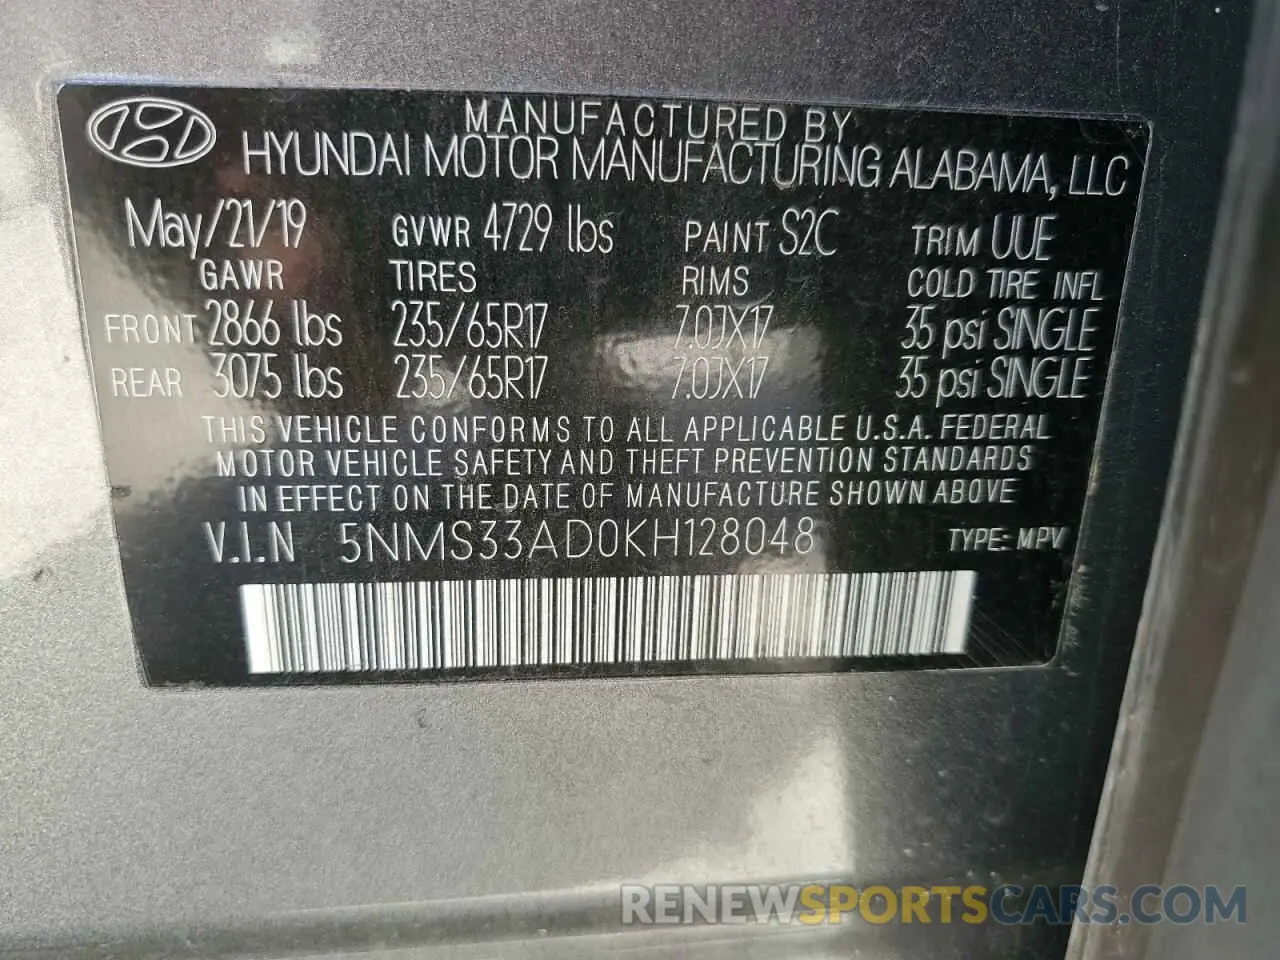 MANUFACTURED BY
HYUNDAI MOTOR MANUFACTURING ALABAMA, LLC
May/21/19 GVWR 4729 lbs PAINT S2C TRIM UUE
GAWR TIRES RIMS COLD TIRE INFL
FRONT 2866 lbs 235/65R17 7.0JX17 35 psi SINGLE
REAR 3075 lbs 235/65R17 7.0JX17 35 psi SINGLE
THIS VEHICLE CONFORMS TO ALL APPLICABLE U.S.A. FEDERAL
MOTOR VEHICLE SAFETY AND THEFT PREVENTION STANDARDS
IN EFFECT ON THE DATE OF MANUFACTURE SHOWN ABOVE
V.I.N 5NMS33AD0KH128048 TYPE: MPV
RENEWSPORTSCARS.COM